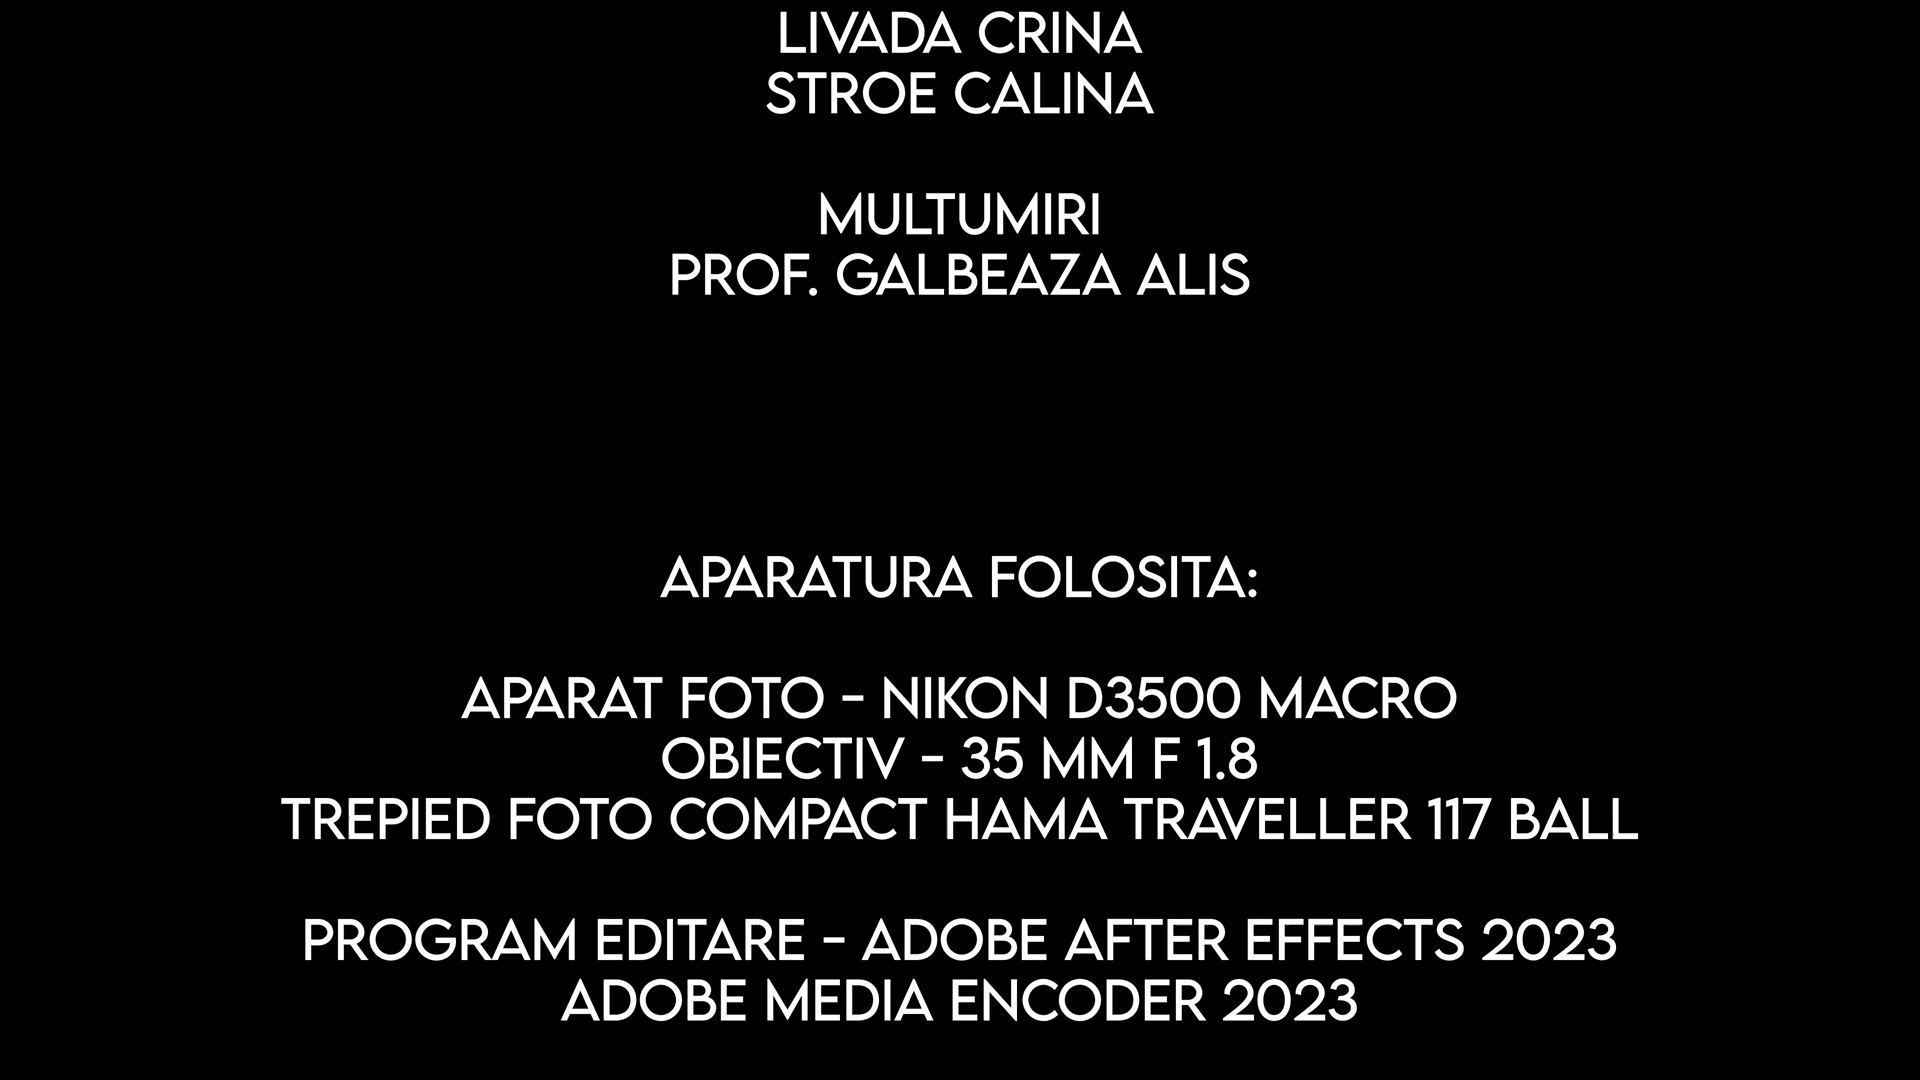 LIVADA CRINA
STROE CALINA
MULTUMIRI
PROF. GALBEAZA ALIS
APARATURA FOLOSITA:
APARAT FOTO - NIKON D3500 MACRO
OBIECTIV - 35 MM F 1.8
TREPIED FOTO COMPACT HAMA TRAVELLER 117 BALL
PROGRAM EDITARE - ADOBE AFTER EFFECTS 2023
ADOBE MEDIA ENCODER 2023